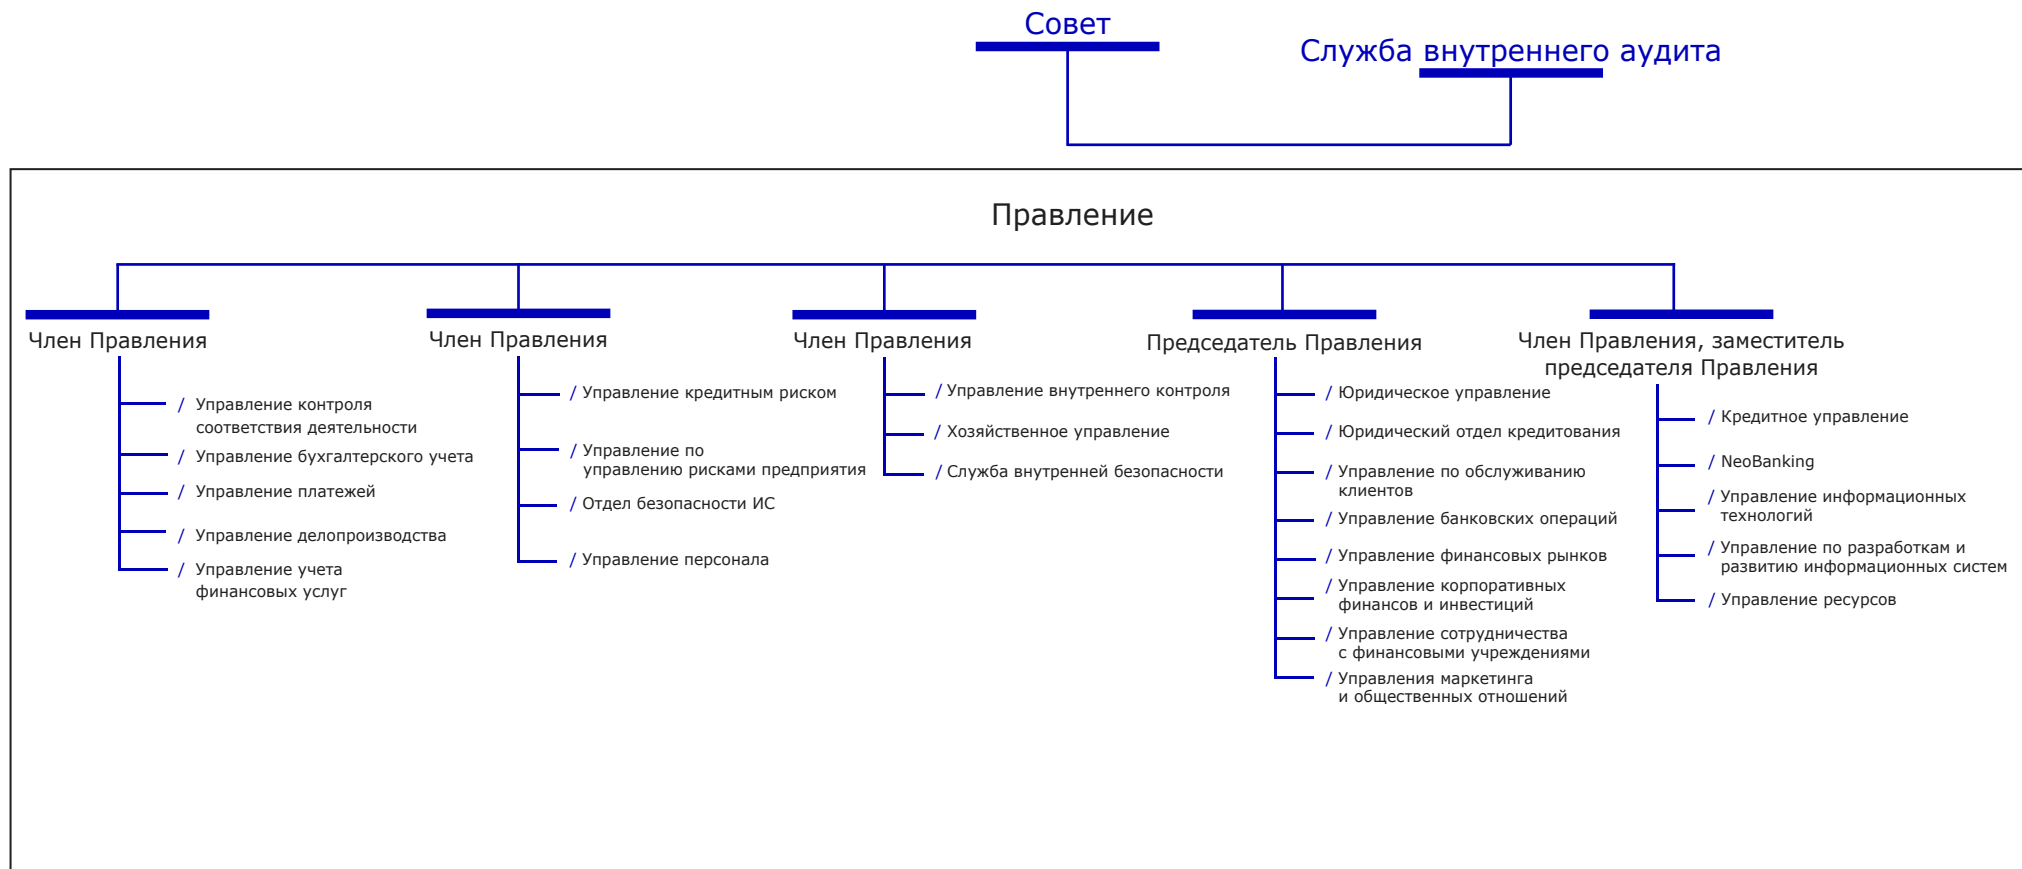 Совет
Служба внутреннего аудита
Правление
Член Правления
/ Управление контроля
соответствия деятельности
/ Управление бухгалтерского учета
/ Управление платежей
/ Управление делопроизводства
/ Управление учета
финансовых услуг
Член Правления
/ Управление кредитным риском
/ Управление по
управлению рисками предприятия
/ Отдел безопасности ИС
/ Управление персонала
Член Правления
/ Управление внутреннего контроля
/ Хозяйственное управление
/ Служба внутренней безопасности
Председатель Правления
/ Юридическое управление
/ Юридический отдел кредитования
/ Управление по обслуживанию
клиентов
/ Управление банковских операций
/ Управление финансовых рынков
/ Управление корпоративных
финансов и инвестиций
/ Управление сотрудничества
с финансовыми учреждениями
/ Управления маркетинга
и общественных отношений
Член Правления, заместитель
председателя Правления
/ Кредитное управление
/ NeoBanking
/ Управление информационных
технологий
/ Управление по разработкам и
развитию информационных систем
/ Управление ресурсов